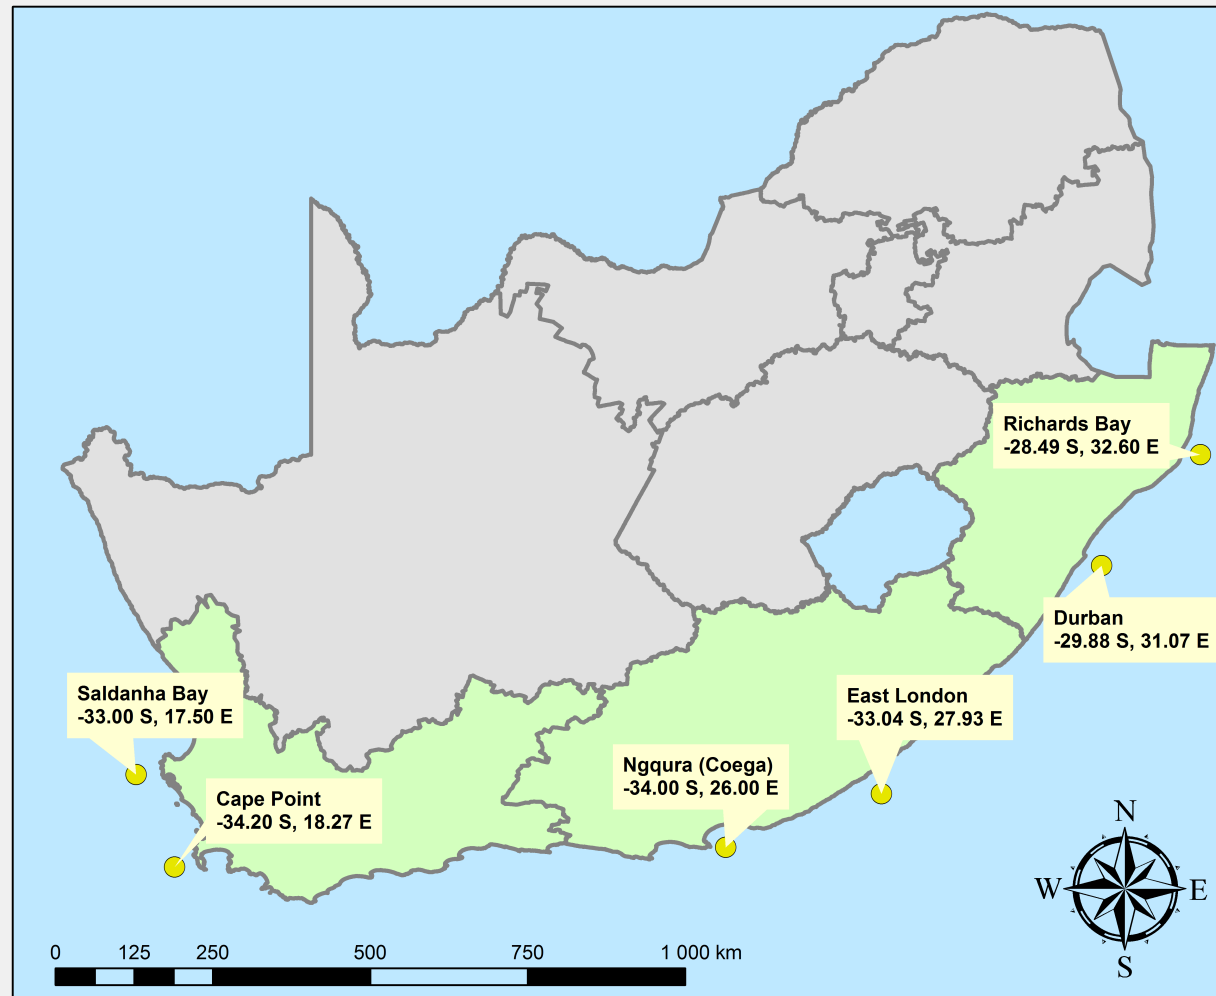 Richards Bay
-28.49 S, 32.60 E
Durban
-29.88 S, 31.07 E
Saldanha Bay
-33.00 S, 17.50 E
East London
-33.04 S, 27.93 E
Ngqura (Coega)
-34.00 S, 26.00 E
Cape Point
-34.20 S, 18.27 E
N
W E
S
0 125 250 500 750 1 000 km